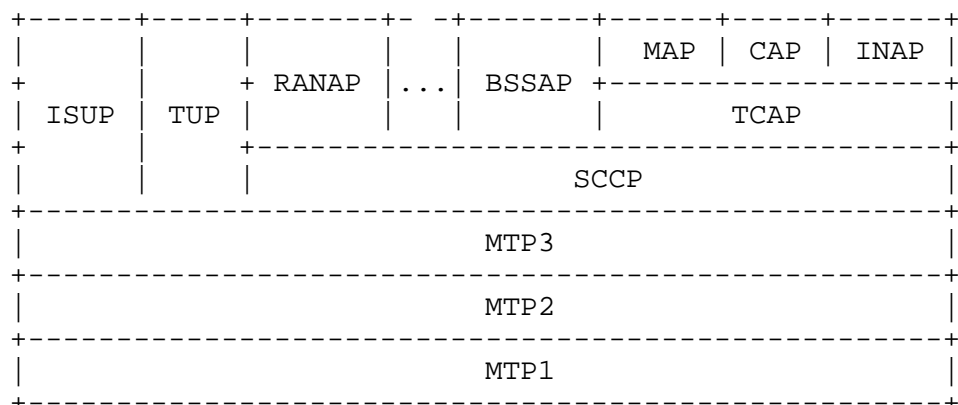 MAP | CAP | INAP
RANAP |...| BSSAP
ISUP | TUP | TCAP
SCCP
MTP3
MTP2
MTP1